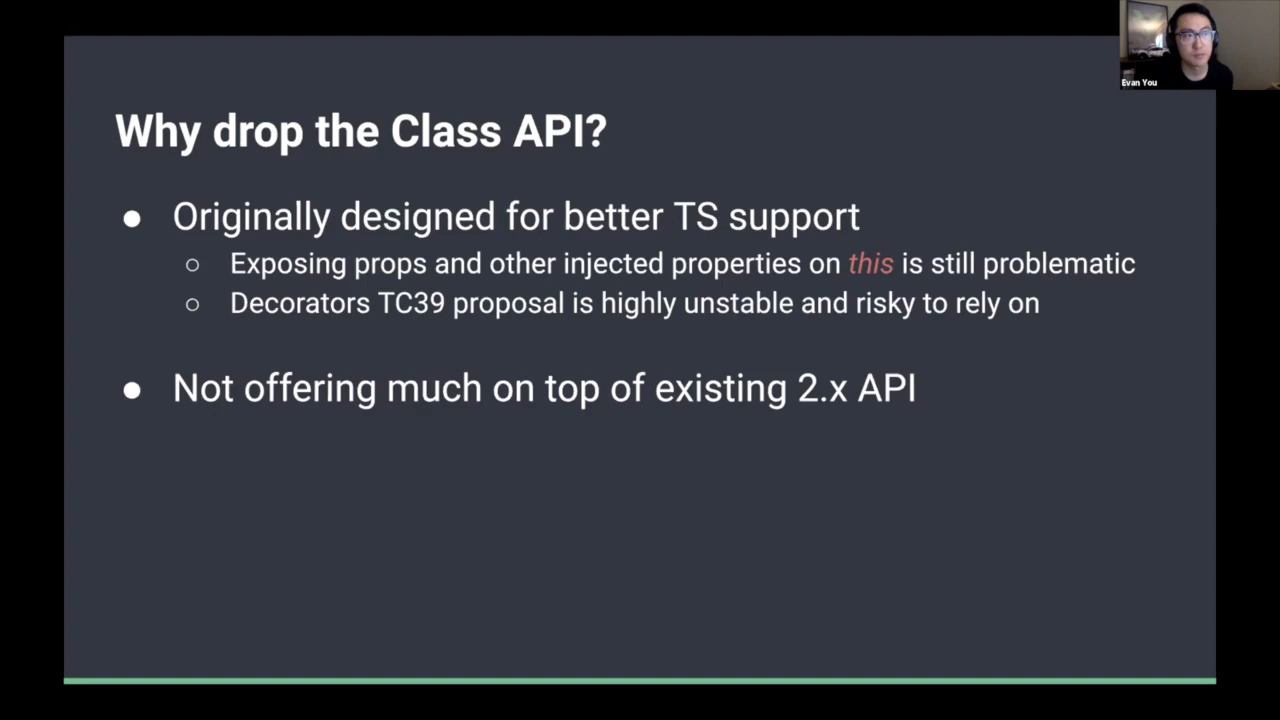 Evan You
Why drop the Class API?
● Originally designed for better TS support
○ Exposing props and other injected properties on this is still problematic
○ Decorators TC39 proposal is highly unstable and risky to rely on
● Not offering much on top of existing 2.x API